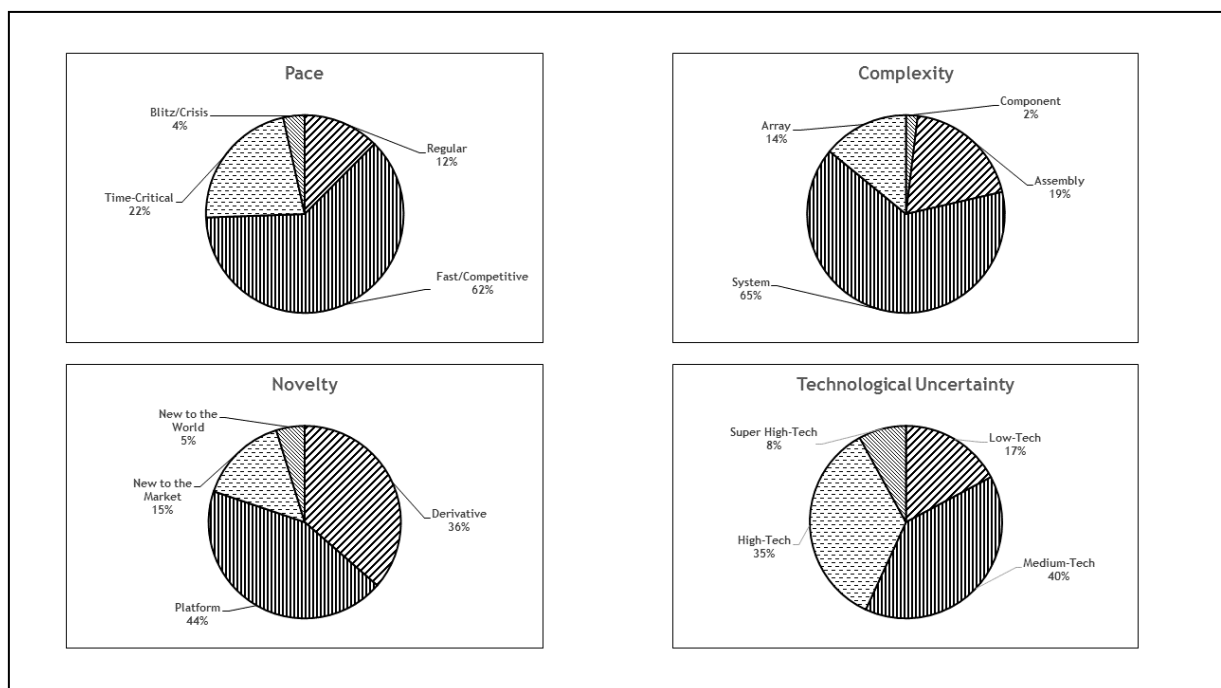 Pace
Blitz/Crisis
4%
Regular
12%
Time-Critical
22%
Fast/Competitive
62%
Complexity
Component
2%
Array
14%
Assembly
19%
System
65%
Novelty
New to the
World
5%
New to the
Market
15%
Derivative
36%
Platform
44%
Technological Uncertainty
Super High-Tech
8%
Low-Tech
17%
High-Tech
35%
Medium-Tech
40%